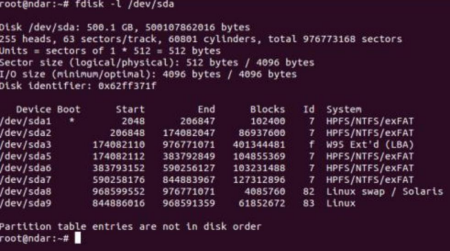 root@ndar:~# fdisk -l /dev/sda
Disk /dev/sda: 500.1 GB, 500107862016 bytes
255 heads, 63 sectors/track, 60801 cylinders, total 976773168 sectors
Units = sectors of 1 * 512 = 512 bytes
Sector size (logical/physical): 512 bytes / 4096 bytes
I/O size (minimum/optimal): 4096 bytes / 4096 bytes
Disk identifier: 0x62ff371f
Device Boot Start End Blocks Id System
/dev/sda1 * 2048 206847 102400 7 HPFS/NTFS/exFAT
/dev/sda2 206848 174082047 86937600 7 HPFS/NTFS/exFAT
/dev/sda3 174082110 976771071 401344481 f W95 Ext'd (LBA)
/dev/sda5 174082112 383792849 104855369 7 HPFS/NTFS/exFAT
/dev/sda6 383793152 590256127 103231488 7 HPFS/NTFS/exFAT
/dev/sda7 590258176 844883967 127312896 7 HPFS/NTFS/exFAT
/dev/sda8 968599552 976771071 4085760 82 Linux swap / Solaris
/dev/sda9 844886016 968591359 61852672 83 Linux
Partition table entries are not in disk order
root@ndar:~#